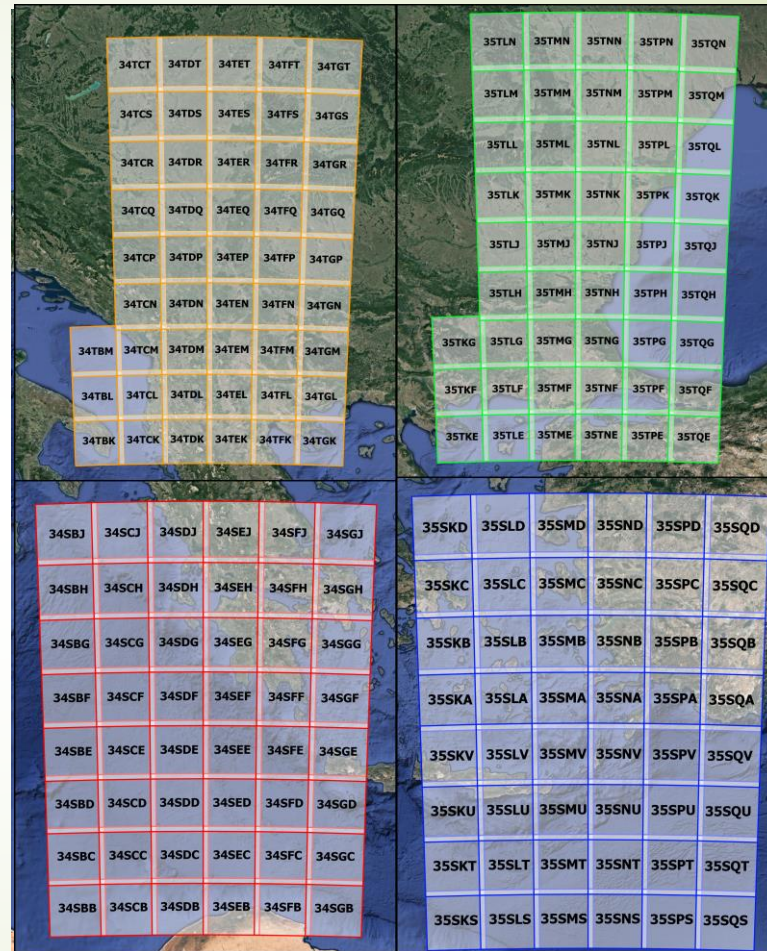 34TCT 34TDT 34TET 34TFT 34TGT
34TCS 34TDS 34TES 34TFS 34TGS
34TCR 34TDR 34TER 34TFR 34TGR
34TCQ 34TDQ 34TEQ 34TFQ 34TGQ
34TCP 34TDP 34TEP 34TFP 34TGP
34TCN 34TDN 34TEN 34TFN 34TGN
34TBM 34TCM 34TDM 34TEM 34TFM 34TGM
34TBL 34TCL 34TDL 34TEL 34TFL 34TGL
34TBK 34TCK 34TDK 34TEK 34TFK 34TGK
35TLN 35TMN 35TNN 35TPN 35TQN
35TLM 35TMM 35TNM 35TPM 35TQM
35TLL 35TML 35TNL 35TPL 35TQL
35TLK 35TMK 35TNK 35TPK 35TQK
35TLJ 35TMJ 35TNJ 35TPJ 35TQJ
35TLH 35TMH 35TNH 35TPH 35TQH
35TKG 35TLG 35TMG 35TNG 35TPG 35TQG
35TKF 35TLF 35TMF 35TNF 35TPF 35TQF
35TKE 35TLE 35TME 35TNE 35TPE 35TQE
34SBJ 34SCJ 34SDJ 34SEJ 34SFJ 34SGJ
34SBH 34SCH 34SDH 34SEH 34SFH 34SGH
34SBG 34SCG 34SDG 34SEG 34SFG 34SGG
34SBF 34SCF 34SDF 34SEF 34SFF 34SGF
34SBE 34SCE 34SDE 34SEE 34SFE 34SGE
34SBD 34SCD 34SDD 34SED 34SFD 34SGD
34SBC 34SCC 34SDC 34SEC 34SFC 34SGC
34SBB 34SCB 34SDB 34SEB 34SFB 34SGB
35SKD 35SLD 35SMD 35SND 35SPD 35SQD
35SKC 35SLC 35SMC 35SNC 35SPC 35SQC
35SKB 35SLB 35SMB 35SNB 35SPB 35SQB
35SKA 35SLA 35SMA 35SNA 35SPA 35SQA
35SKV 35SLV 35SMV 35SNV 35SPV 35SQV
35SKU 35SLU 35SMU 35SNU 35SPU 35SQU
35SKT 35SLT 35SMT 35SNT 35SPT 35SQT
35SKS 35SLS 35SMS 35SNS 35SPS 35SQS